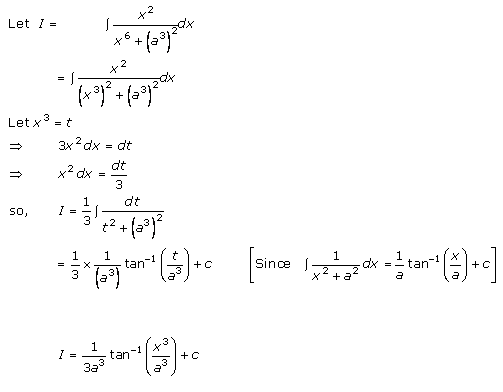 Let I = ∫ x²/(x⁶ + (a³)²) dx
= ∫ x²/((x³)² + (a³)²) dx
Let x³ = t
⇒ 3x² dx = dt
⇒ x² dx = dt/3
so, I = 1/3 ∫ dt/(t² + (a³)²)
= 1/3 × 1/(a³) tan⁻¹ (t/a³) + c [Since ∫ 1/(x² + a²) dx = 1/a tan⁻¹ (x/a) + c]
I = 1/(3a³) tan⁻¹ (x³/a³) + c